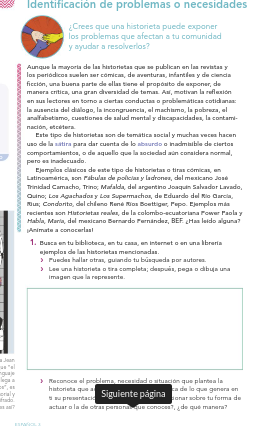 Identificación de problemas o necesidades
¿Crees que una historieta puede exponer
los problemas que afectan a tu comunidad
y ayudar a resolverlos?
Aunque la mayoría de las historietas que se publican en las revistas y
los periódicos suelen ser cómicas, de aventuras, infantiles y de ciencia
ficción, una buena parte de ellas tiene el propósito de exponer, de
manera crítica, una gran diversidad de temas. Así, motivan la reflexión
en sus lectores en torno a ciertas conductas o problemáticas cotidianas:
la ausencia del diálogo, la incongruencia, el machismo, la pobreza, el
analfabetismo, cuestiones de salud mental y discapacidades, la contami-
nación, etcétera.
Este tipo de historietas son de temática social y muchas veces hacen
uso de la sátira para dar cuenta de lo absurdo o inadmisible de ciertos
comportamientos, o de aquello que la sociedad aún considera normal,
pero es inadecuado.
Ejemplos clásicos de este tipo de historietas o tiras cómicas, en
Latinoamérica, son Fábulas de policías y ladrones, del mexicano José
Trinidad Camacho, Trino; Mafalda, del argentino Joaquín Salvador Lavado,
Quino; Los Agachados y Los Supermachos, de Eduardo del Río García,
Rius; Condorito, del chileno René Ríos Boettiger, Pepo. Ejemplos más
recientes son Historietas reales, de la colombo-ecuatoriana Power Paola y
Habla, María, del mexicano Bernardo Fernández, BEF. ¿Has leído alguna?
¡Anímate a conocerlas!
1. Busca en tu biblioteca, en tu casa, en internet o en una librería
ejemplos de las historietas mencionadas.
> Puedes hallar otras, guiando tu búsqueda por autores.
> Lee una historieta o tira completa; después, pega o dibuja una
imagen que la represente.
> Reconoce el problema, necesidad o situación que plantea la
historieta que
ca de lo que genera en
ti su presentació
onar sobre tu forma de
actuar o la de otras personas que conoces?, ¿de qué manera?
Siguiente página